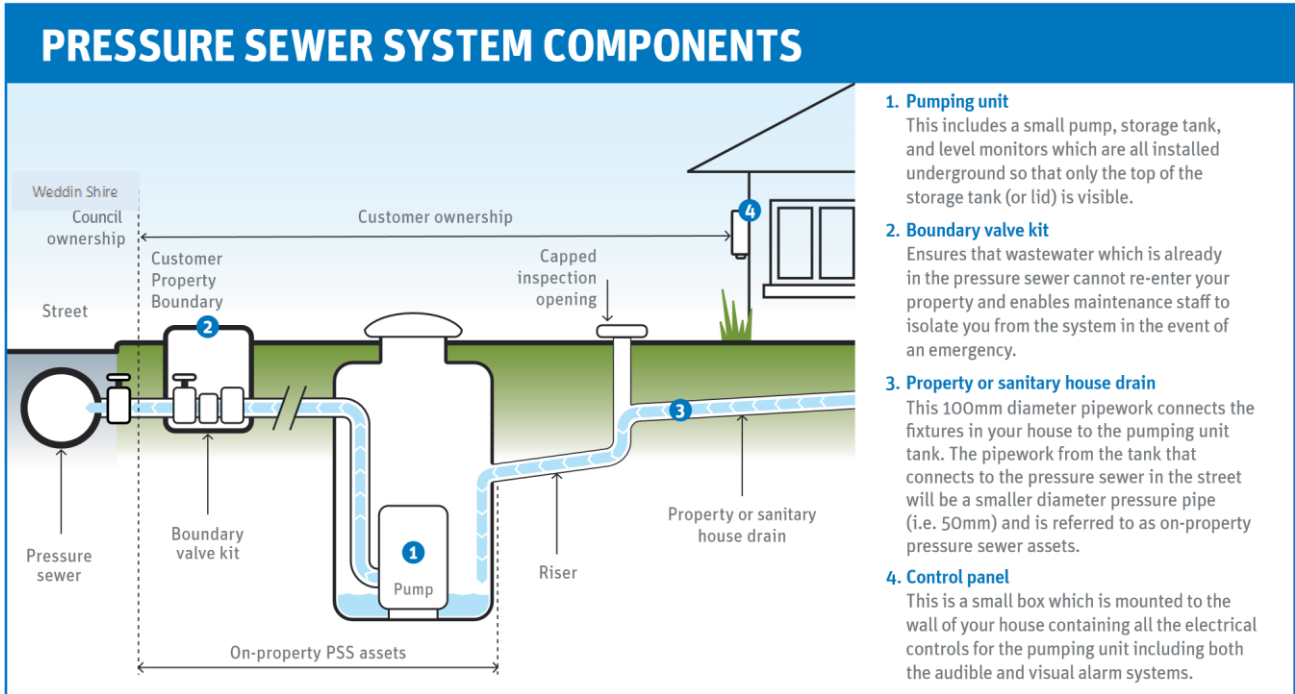 PRESSURE SEWER SYSTEM COMPONENTS
Weddin Shire
Council
ownership
Customer ownership
Customer
Property
Boundary
Street
Capped
inspection
opening
4
2
3
1
Pump
Pressure
sewer
Boundary
valve kit
Riser
Property or sanitary
house drain
On-property PSS assets
1. Pumping unit
This includes a small pump, storage tank,
and level monitors which are all installed
underground so that only the top of the
storage tank (or lid) is visible.
2. Boundary valve kit
Ensures that wastewater which is already
in the pressure sewer cannot re-enter your
property and enables maintenance staff to
isolate you from the system in the event of
an emergency.
3. Property or sanitary house drain
This 100mm diameter pipework connects the
fixtures in your house to the pumping unit
tank. The pipework from the tank that
connects to the pressure sewer in the street
will be a smaller diameter pressure pipe
(i.e. 50mm) and is referred to as on-property
pressure sewer assets.
4. Control panel
This is a small box which is mounted to the
wall of your house containing all the electrical
controls for the pumping unit including both
the audible and visual alarm systems.